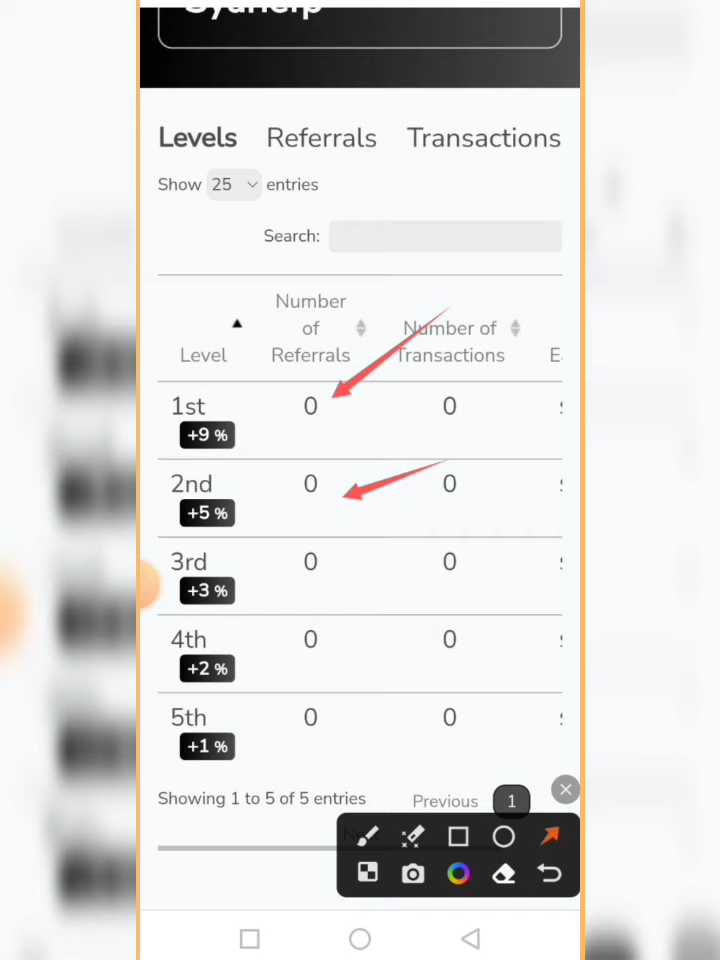 Levels Referrals Transactions
Show 25 entries
Search:
Number
of
Referrals
Number of
Transactions
Level
1st 0 0
+9 %
2nd 0 0
+5 %
3rd 0 0
+3 %
4th 0 0
+2 %
5th 0 0
+1 %
Showing 1 to 5 of 5 entries
Previous 1